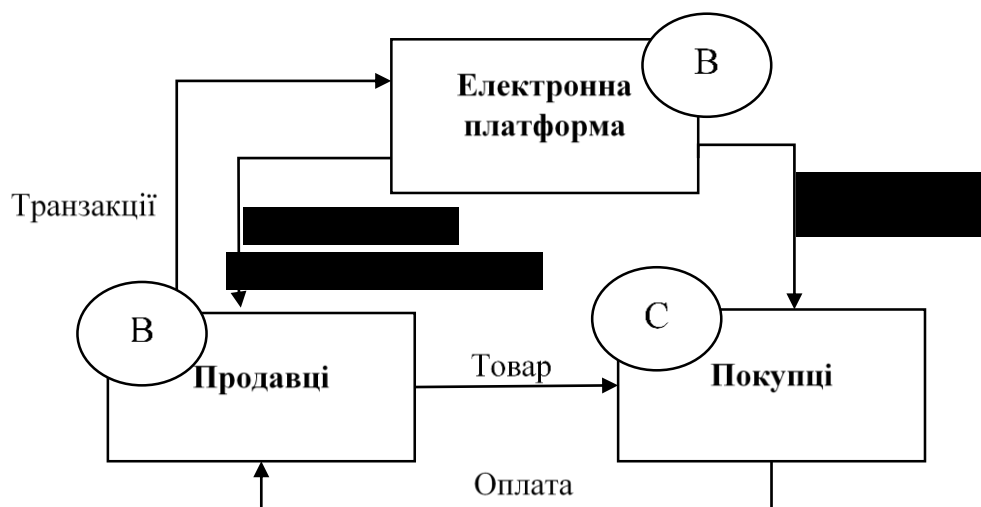 В
Електронна
платформа
Транзакції
В
Продавці
Товар
С
Покупці
Оплата